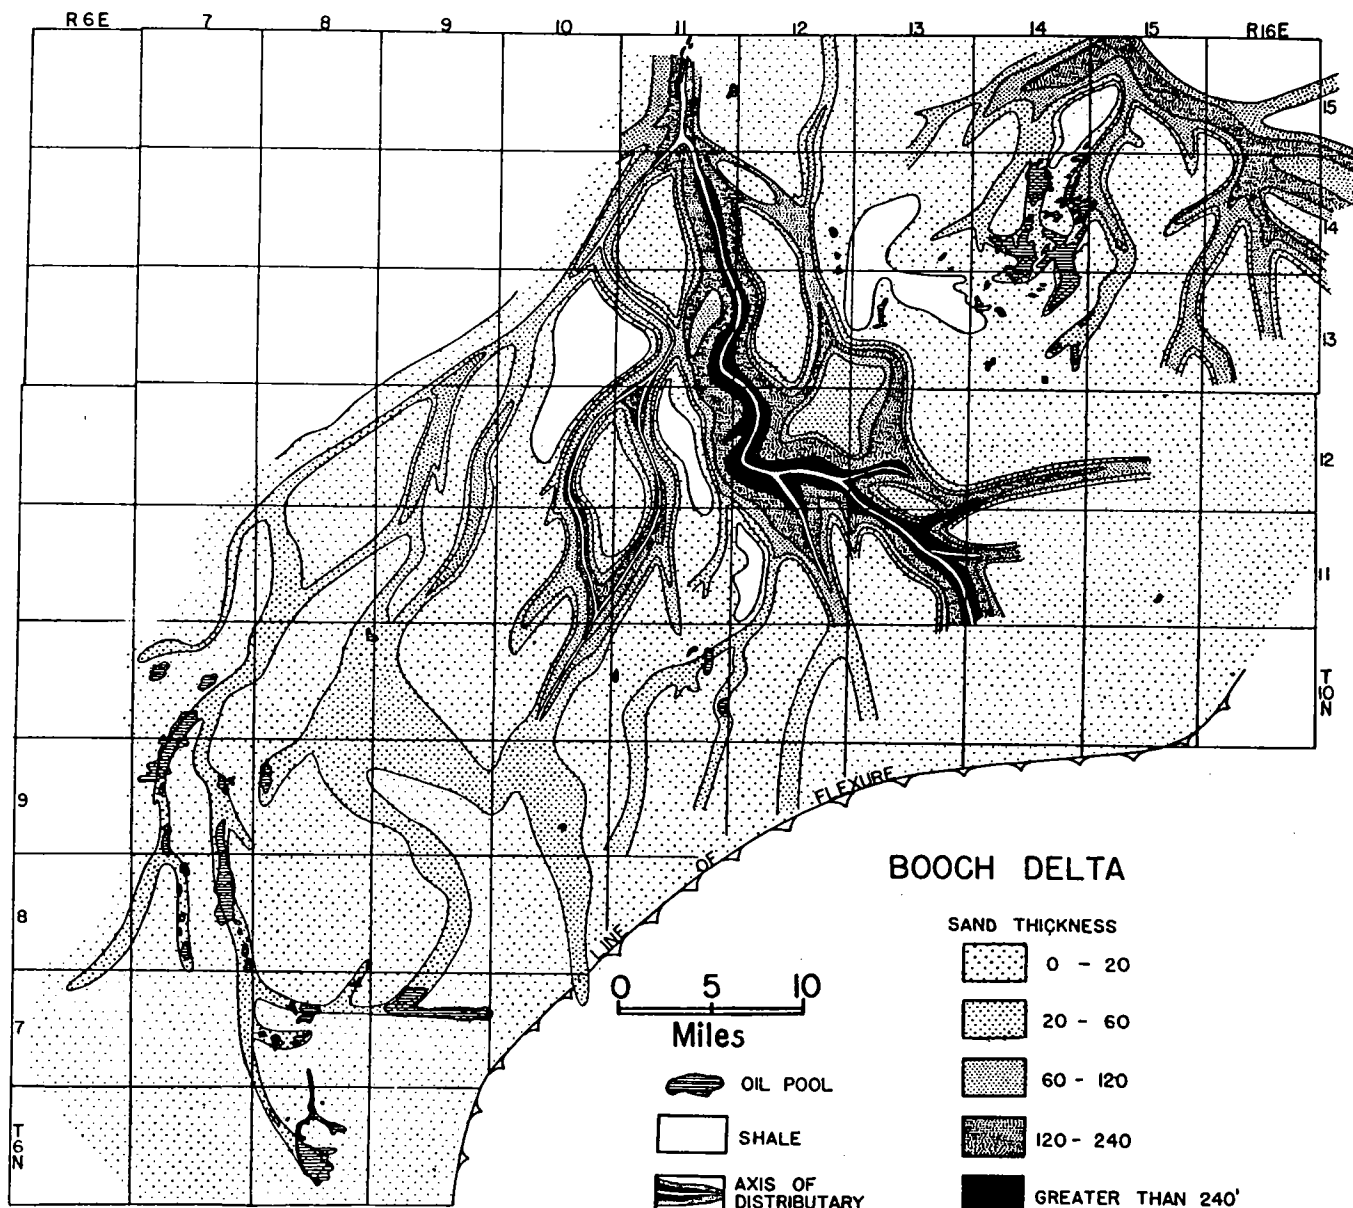 R 6 E 7 8 9 10 11 12 13 14 15 R 16 E
15
14
13
12
11
T 10 N
9
8
7
T 6 N
LINE OF FLEXURE
BOOCH DELTA
SAND THICKNESS
0 - 20
20 - 60
60 - 120
120 - 240
GREATER THAN 240'
0 5 10
Miles
OIL POOL
SHALE
AXIS OF
DISTRIBUTARY